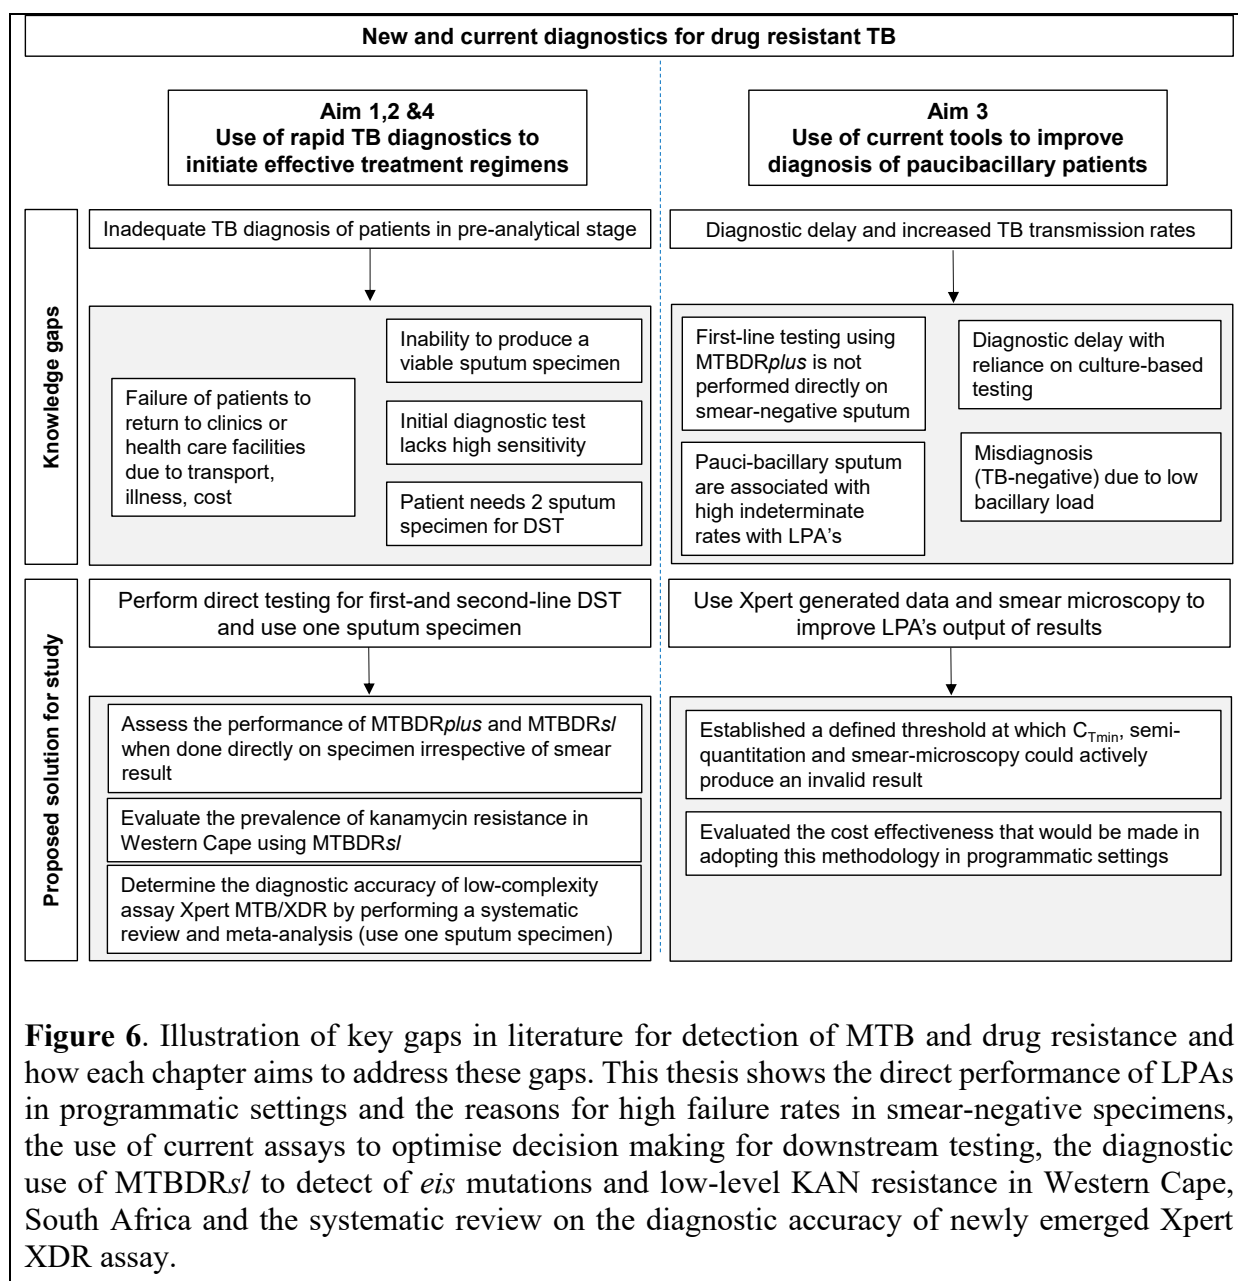 New and current diagnostics for drug resistant TB
Aim 1,2 &4
Use of rapid TB diagnostics to
initiate effective treatment regimens
Aim 3
Use of current tools to improve
diagnosis of paucibacillary patients
Knowledge gaps
Inadequate TB diagnosis of patients in pre-analytical stage
Failure of patients to
return to clinics or
health care facilities
due to transport,
illness, cost
Inability to produce a
viable sputum specimen
Initial diagnostic test
lacks high sensitivity
Patient needs 2 sputum
specimen for DST
Diagnostic delay and increased TB transmission rates
First-line testing using
MTBDRplus is not
performed directly on
smear-negative sputum
Pauci-bacillary sputum
are associated with
high indeterminate
rates with LPA's
Diagnostic delay with
reliance on culture-based
testing
Misdiagnosis
(TB-negative) due to low
bacillary load
Proposed solution for study
Perform direct testing for first-and second-line DST
and use one sputum specimen
Assess the performance of MTBDRplus and MTBDRsl
when done directly on specimen irrespective of smear
result
Evaluate the prevalence of kanamycin resistance in
Western Cape using MTBDRsl
Determine the diagnostic accuracy of low-complexity
assay Xpert MTB/XDR by performing a systematic
review and meta-analysis (use one sputum specimen)
Use Xpert generated data and smear microscopy to
improve LPA's output of results
Established a defined threshold at which CTmin, semi-
quantitation and smear-microscopy could actively
produce an invalid result
Evaluated the cost effectiveness that would be made in
adopting this methodology in programmatic settings
Figure 6. Illustration of key gaps in literature for detection of MTB and drug resistance and
how each chapter aims to address these gaps. This thesis shows the direct performance of LPAs
in programmatic settings and the reasons for high failure rates in smear-negative specimens,
the use of current assays to optimise decision making for downstream testing, the diagnostic
use of MTBDRsl to detect of eis mutations and low-level KAN resistance in Western Cape,
South Africa and the systematic review on the diagnostic accuracy of newly emerged Xpert
XDR assay.